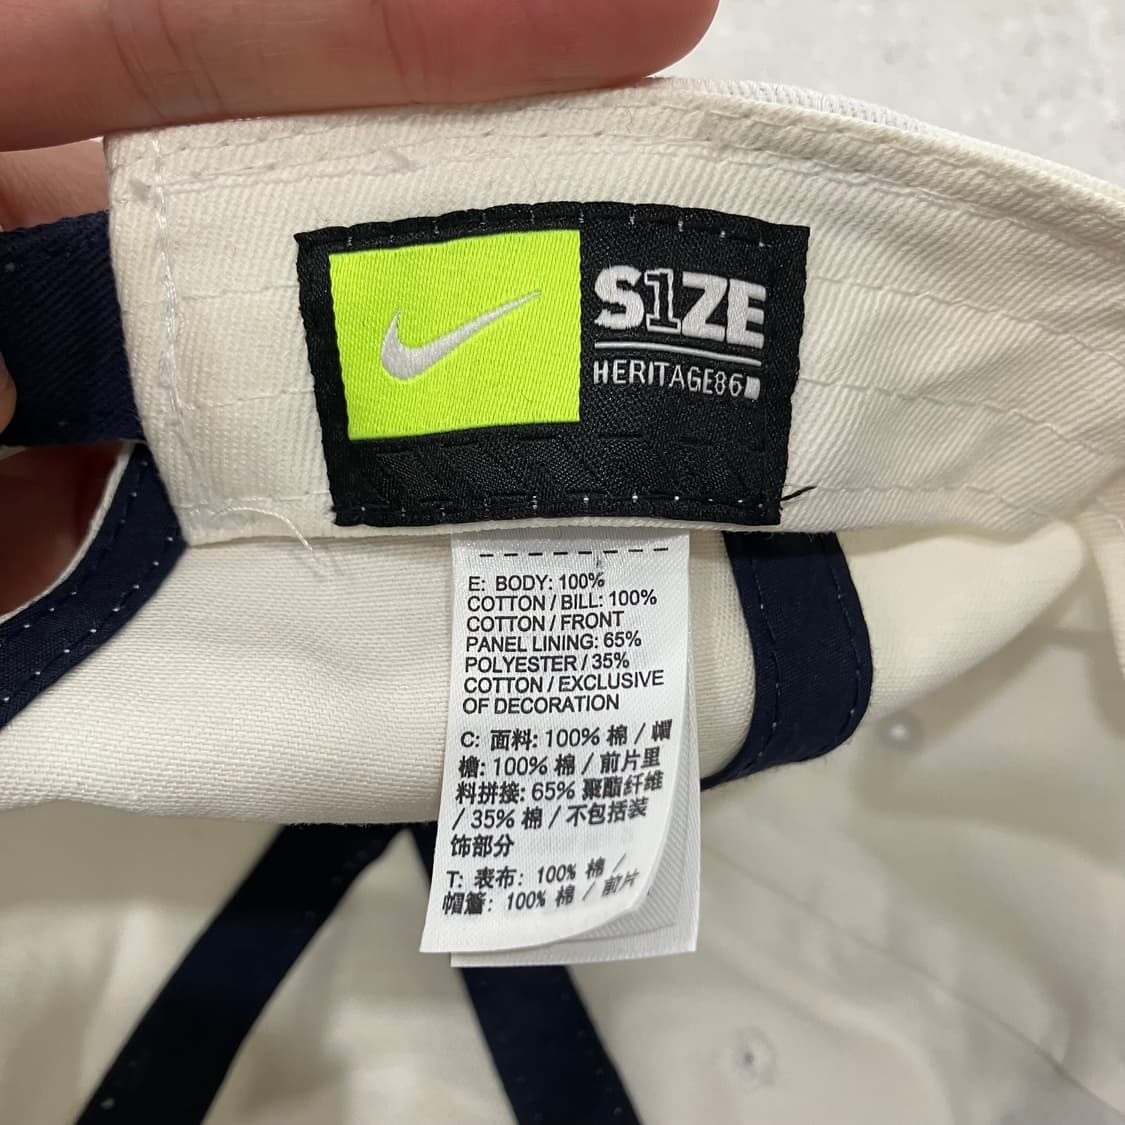 S1ZE
HERITAGE86
E: BODY: 100%
COTTON / BILL: 100%
COTTON / FRONT
PANEL LINING: 65%
POLYESTER / 35%
COTTON / EXCLUSIVE
OF DECORATION
C: 面料: 100% 棉 / 帽
檐: 100% 棉 / 前片里
料拼接: 65% 聚酯纤维
/ 35% 棉 / 不包括装
饰部分
T: 表布: 100% 棉 /
帽簷: 100% 棉 / 前片